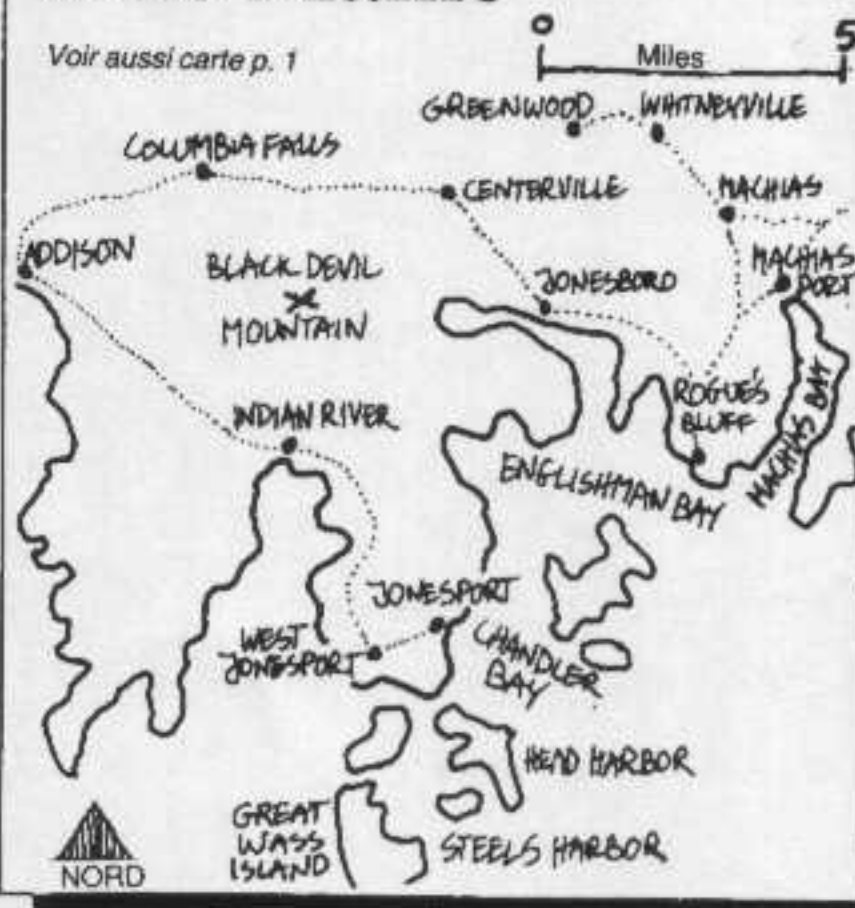 Voir aussi carte p. 1
0
5
Miles
GREENWOOD
WHITNEYVILLE
COLUMBIA FALLS
CENTERVILLE
MACHIAS
ADDISON
BLACK DEVIL
MOUNTAIN
JONESBORO
MACHIAS
PORT
INDIAN RIVER
ROGUE'S
BLUFF
MACHIAS BAY
ENGLISHMAN BAY
JONESPORT
WEST
JONESPORT
CHANDLER
BAY
HEAD HARBOR
GREAT
WASS
ISLAND
STEELS HARBOR
NORD